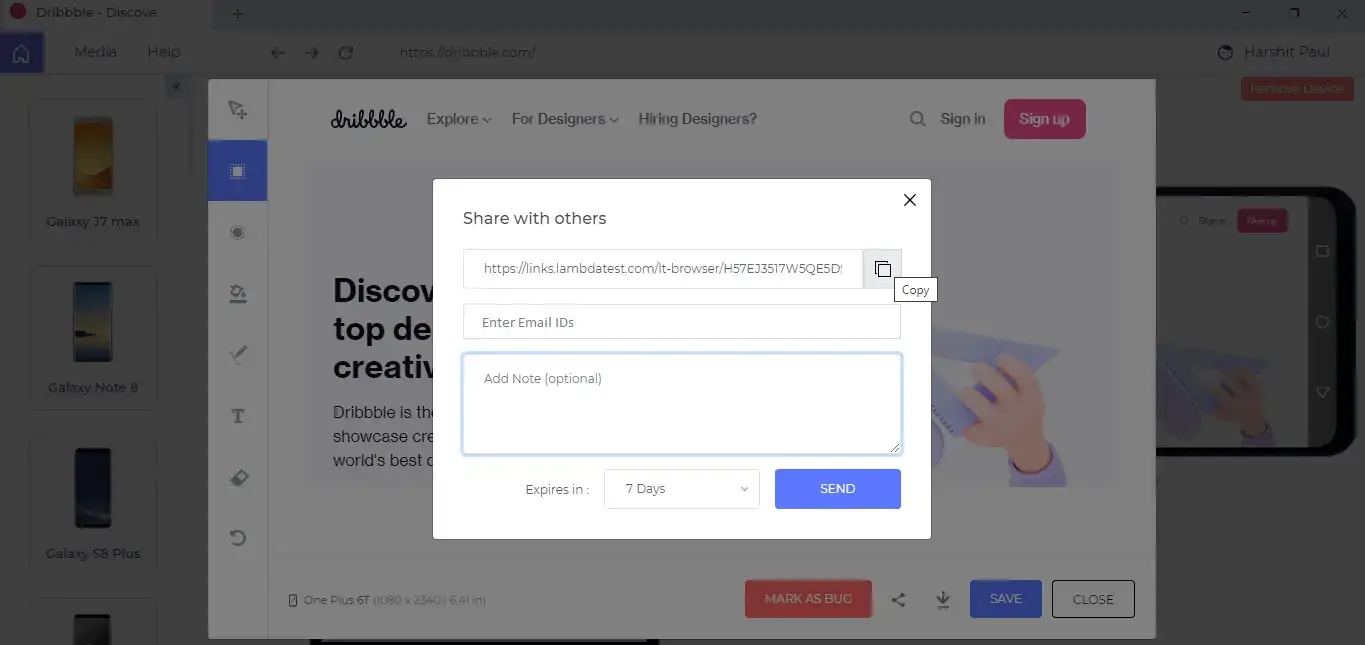 Dribbble - Discove
Media Help https://dribbble.com/ Harshit Paul
Remove Device
dribbble Explore For Designers Hiring Designers? Sign in Sign up
Galaxy J7 max
Galaxy Note 9
Galaxy S8 Plus
Share with others
https://links.lambdatest.com/lt-browser/H57EJ3517W5QE5D
Copy
Enter Email IDs
Add Note (optional)
Expires in : 7 Days SEND
Discov
top de
creativ
Dribbble is the
showcase cre
world's best
Sign in Sign up
T
One Plus 6T (1080 x 2340 | 6.41 in) MARK AS BUG SAVE CLOSE